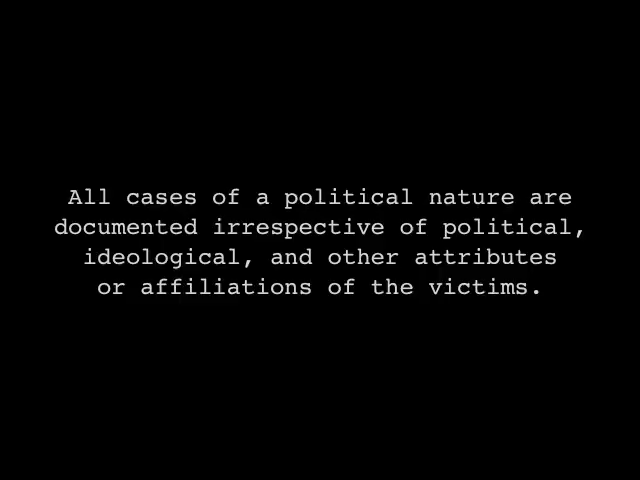 All cases of a political nature are
documented irrespective of political,
ideological, and other attributes
or affiliations of the victims.